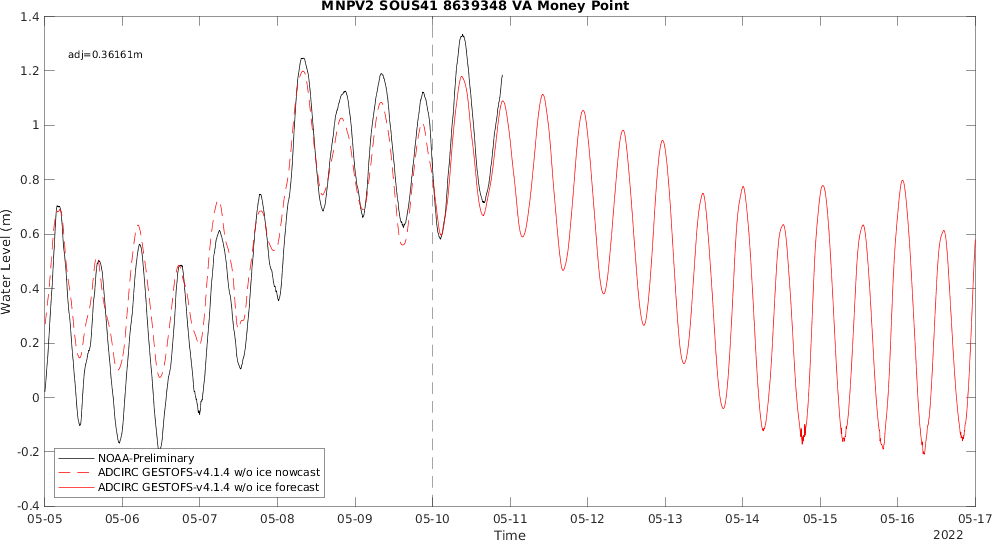 MNPV2 SOUS41 8639348 VA Money Point
adj=0.36161m
1.4
1.2
1
0.8
0.6
0.4
0.2
0
-0.2
-0.4
Water Level (m)
NOAA-Preliminary
ADCIRC GESTOFS-v4.1.4 w/o ice nowcast
ADCIRC GESTOFS-v4.1.4 w/o ice forecast
05-05 05-06 05-07 05-08 05-09 05-10 05-11 05-12 05-13 05-14 05-15 05-16 05-17
Time
2022